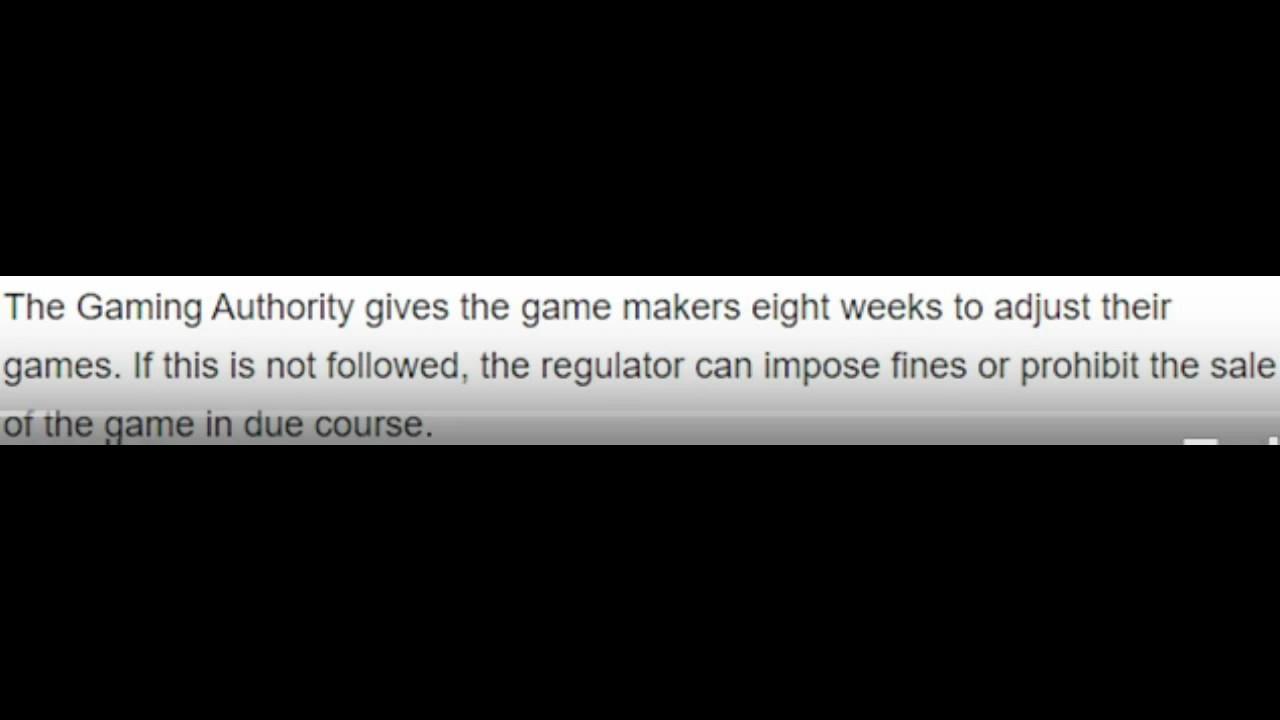 The Gaming Authority gives the game makers eight weeks to adjust their
games. If this is not followed, the regulator can impose fines or prohibit the sale
of the game in due course.